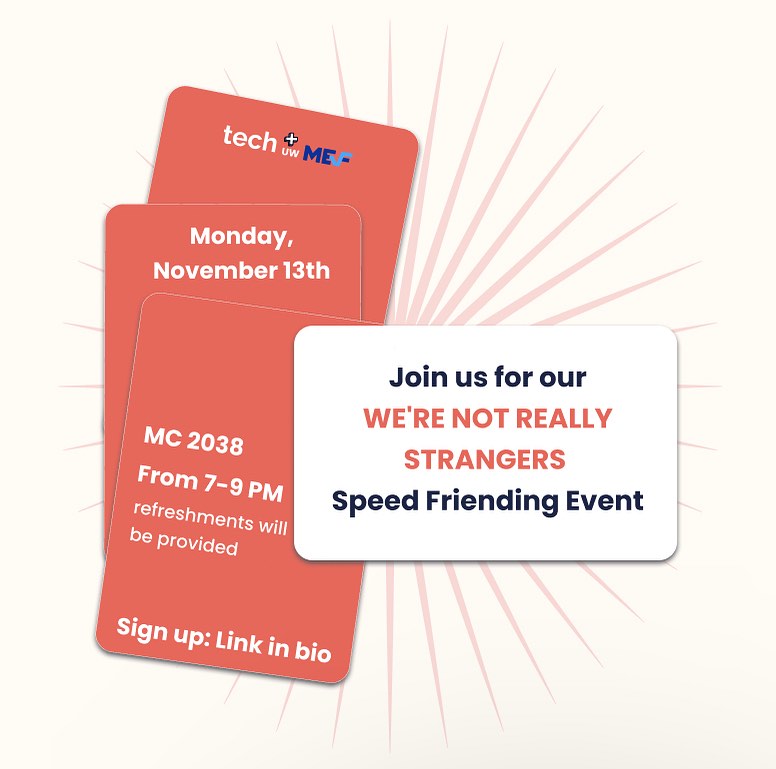 tech+
UW MEF
Monday,
November 13th
MC 2038
From 7-9 PM
refreshments will
be provided
Sign up: Link in bio
Join us for our
WE'RE NOT REALLY
STRANGERS
Speed Friending Event